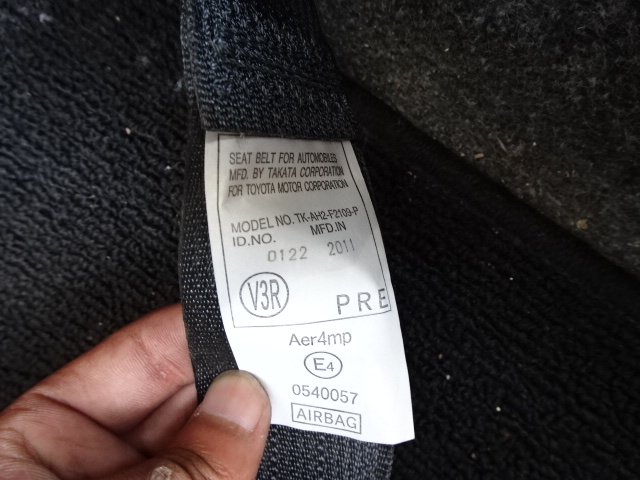 SEAT BELT FOR AUTOMOBILES
MFD. BY TAKATA CORPORATION
FOR TOYOTA MOTOR CORPORATION
MODEL NO. TK-AH2-F2109-P
ID.NO. MFD.IN
0122 2011
V3R PRE
Aer4mp
E4
0540057
AIRBAG